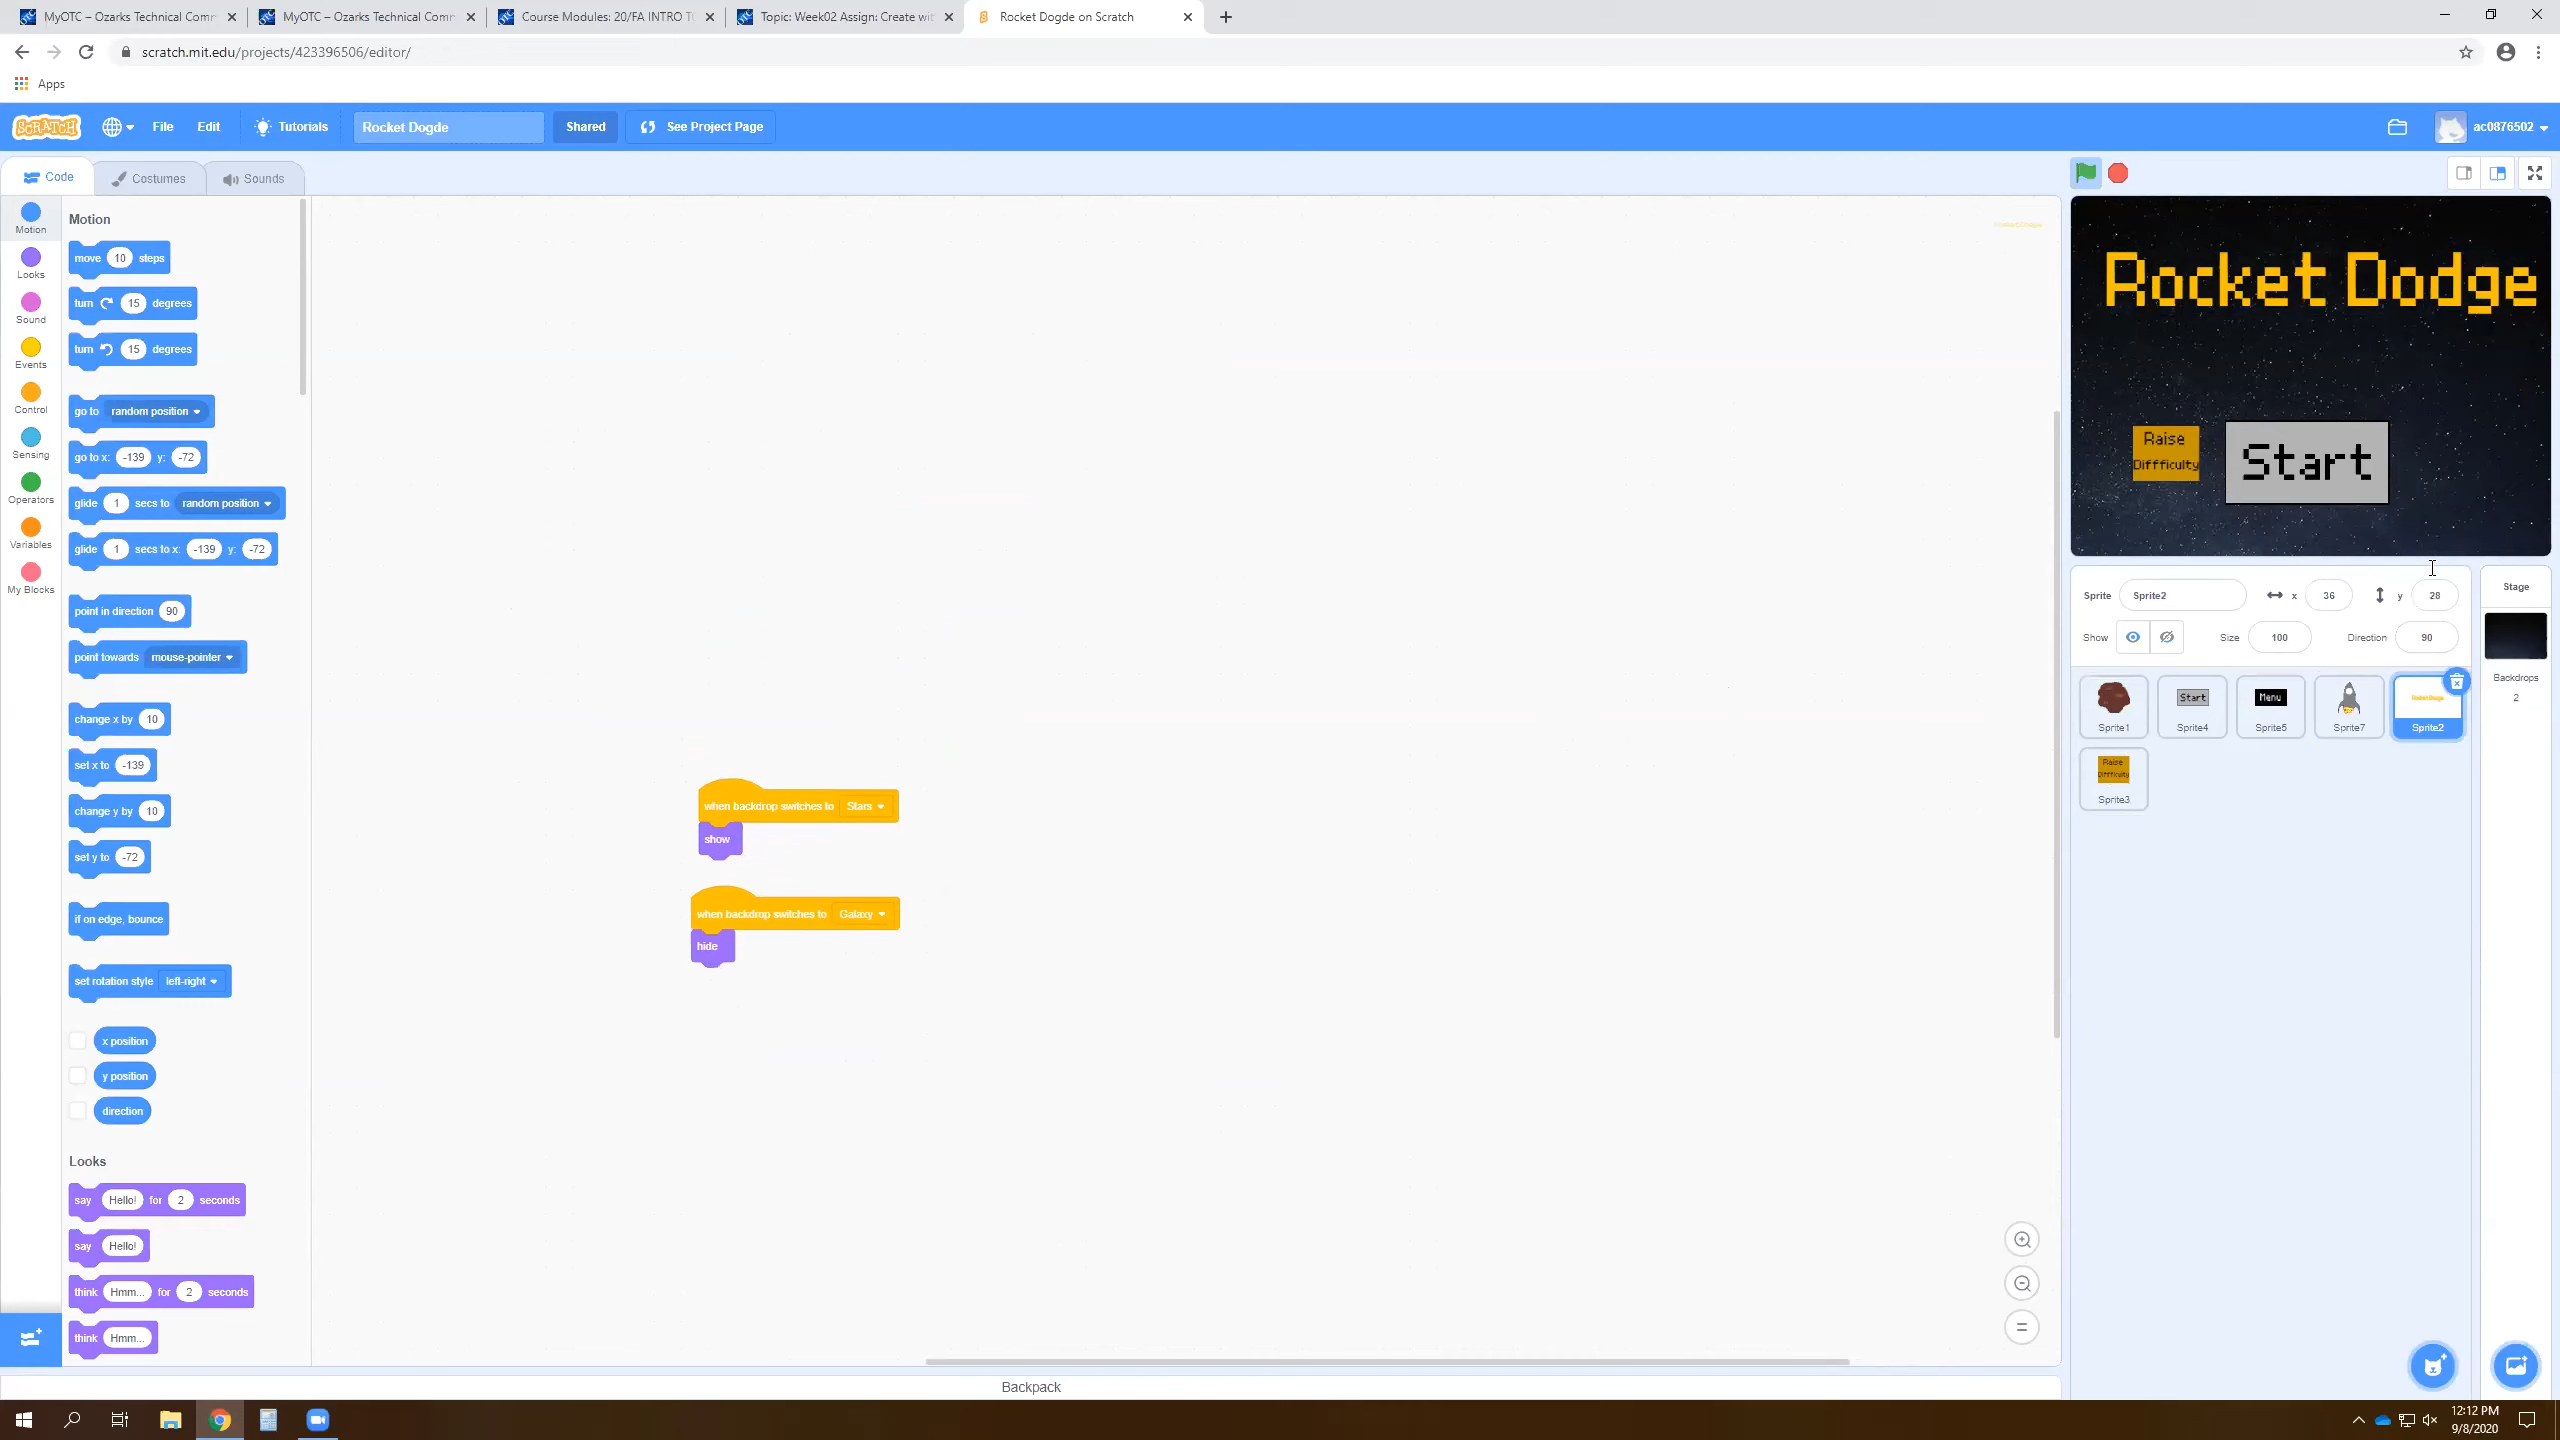 MyOTC – Ozarks Technical Comm
MyOTC – Ozarks Technical Comm
Course Modules: 20/FA INTRO T
Topic: Week02 Assign: Create wit
Rocket Dogde on Scratch
scratch.mit.edu/projects/423396506/editor/
Apps
SCRATCH
File
Edit
Tutorials
Rocket Dogde
Shared
See Project Page
ac0876502
Code
Costumes
Sounds
Motion
Looks
Sound
Events
Control
Sensing
Operators
Variables
My Blocks
Motion
move 10 steps
turn 15 degrees
turn 15 degrees
go to random position
go to x: -139 y: -72
glide 1 secs to random position
glide 1 secs to x: -139 y: -72
point in direction 90
point towards mouse-pointer
change x by 10
set x to -139
change y by 10
set y to -72
if on edge, bounce
set rotation style left-right
x position
y position
direction
Looks
say Hello! for 2 seconds
say Hello!
think Hmm... for 2 seconds
think Hmm...
when backdrop switches to Stars
show
when backdrop switches to Galaxy
hide
Backpack
Rocket Dodge
Raise
Diffficulty
Start
Sprite Sprite2 x 36 y 28
Show Size 100 Direction 90
Start
Menu
Rocket Dodge
Sprite1
Sprite4
Sprite5
Sprite7
Sprite2
Raise
Diffficulty
Sprite3
Stage
Backdrops
2
12:12 PM
9/8/2020